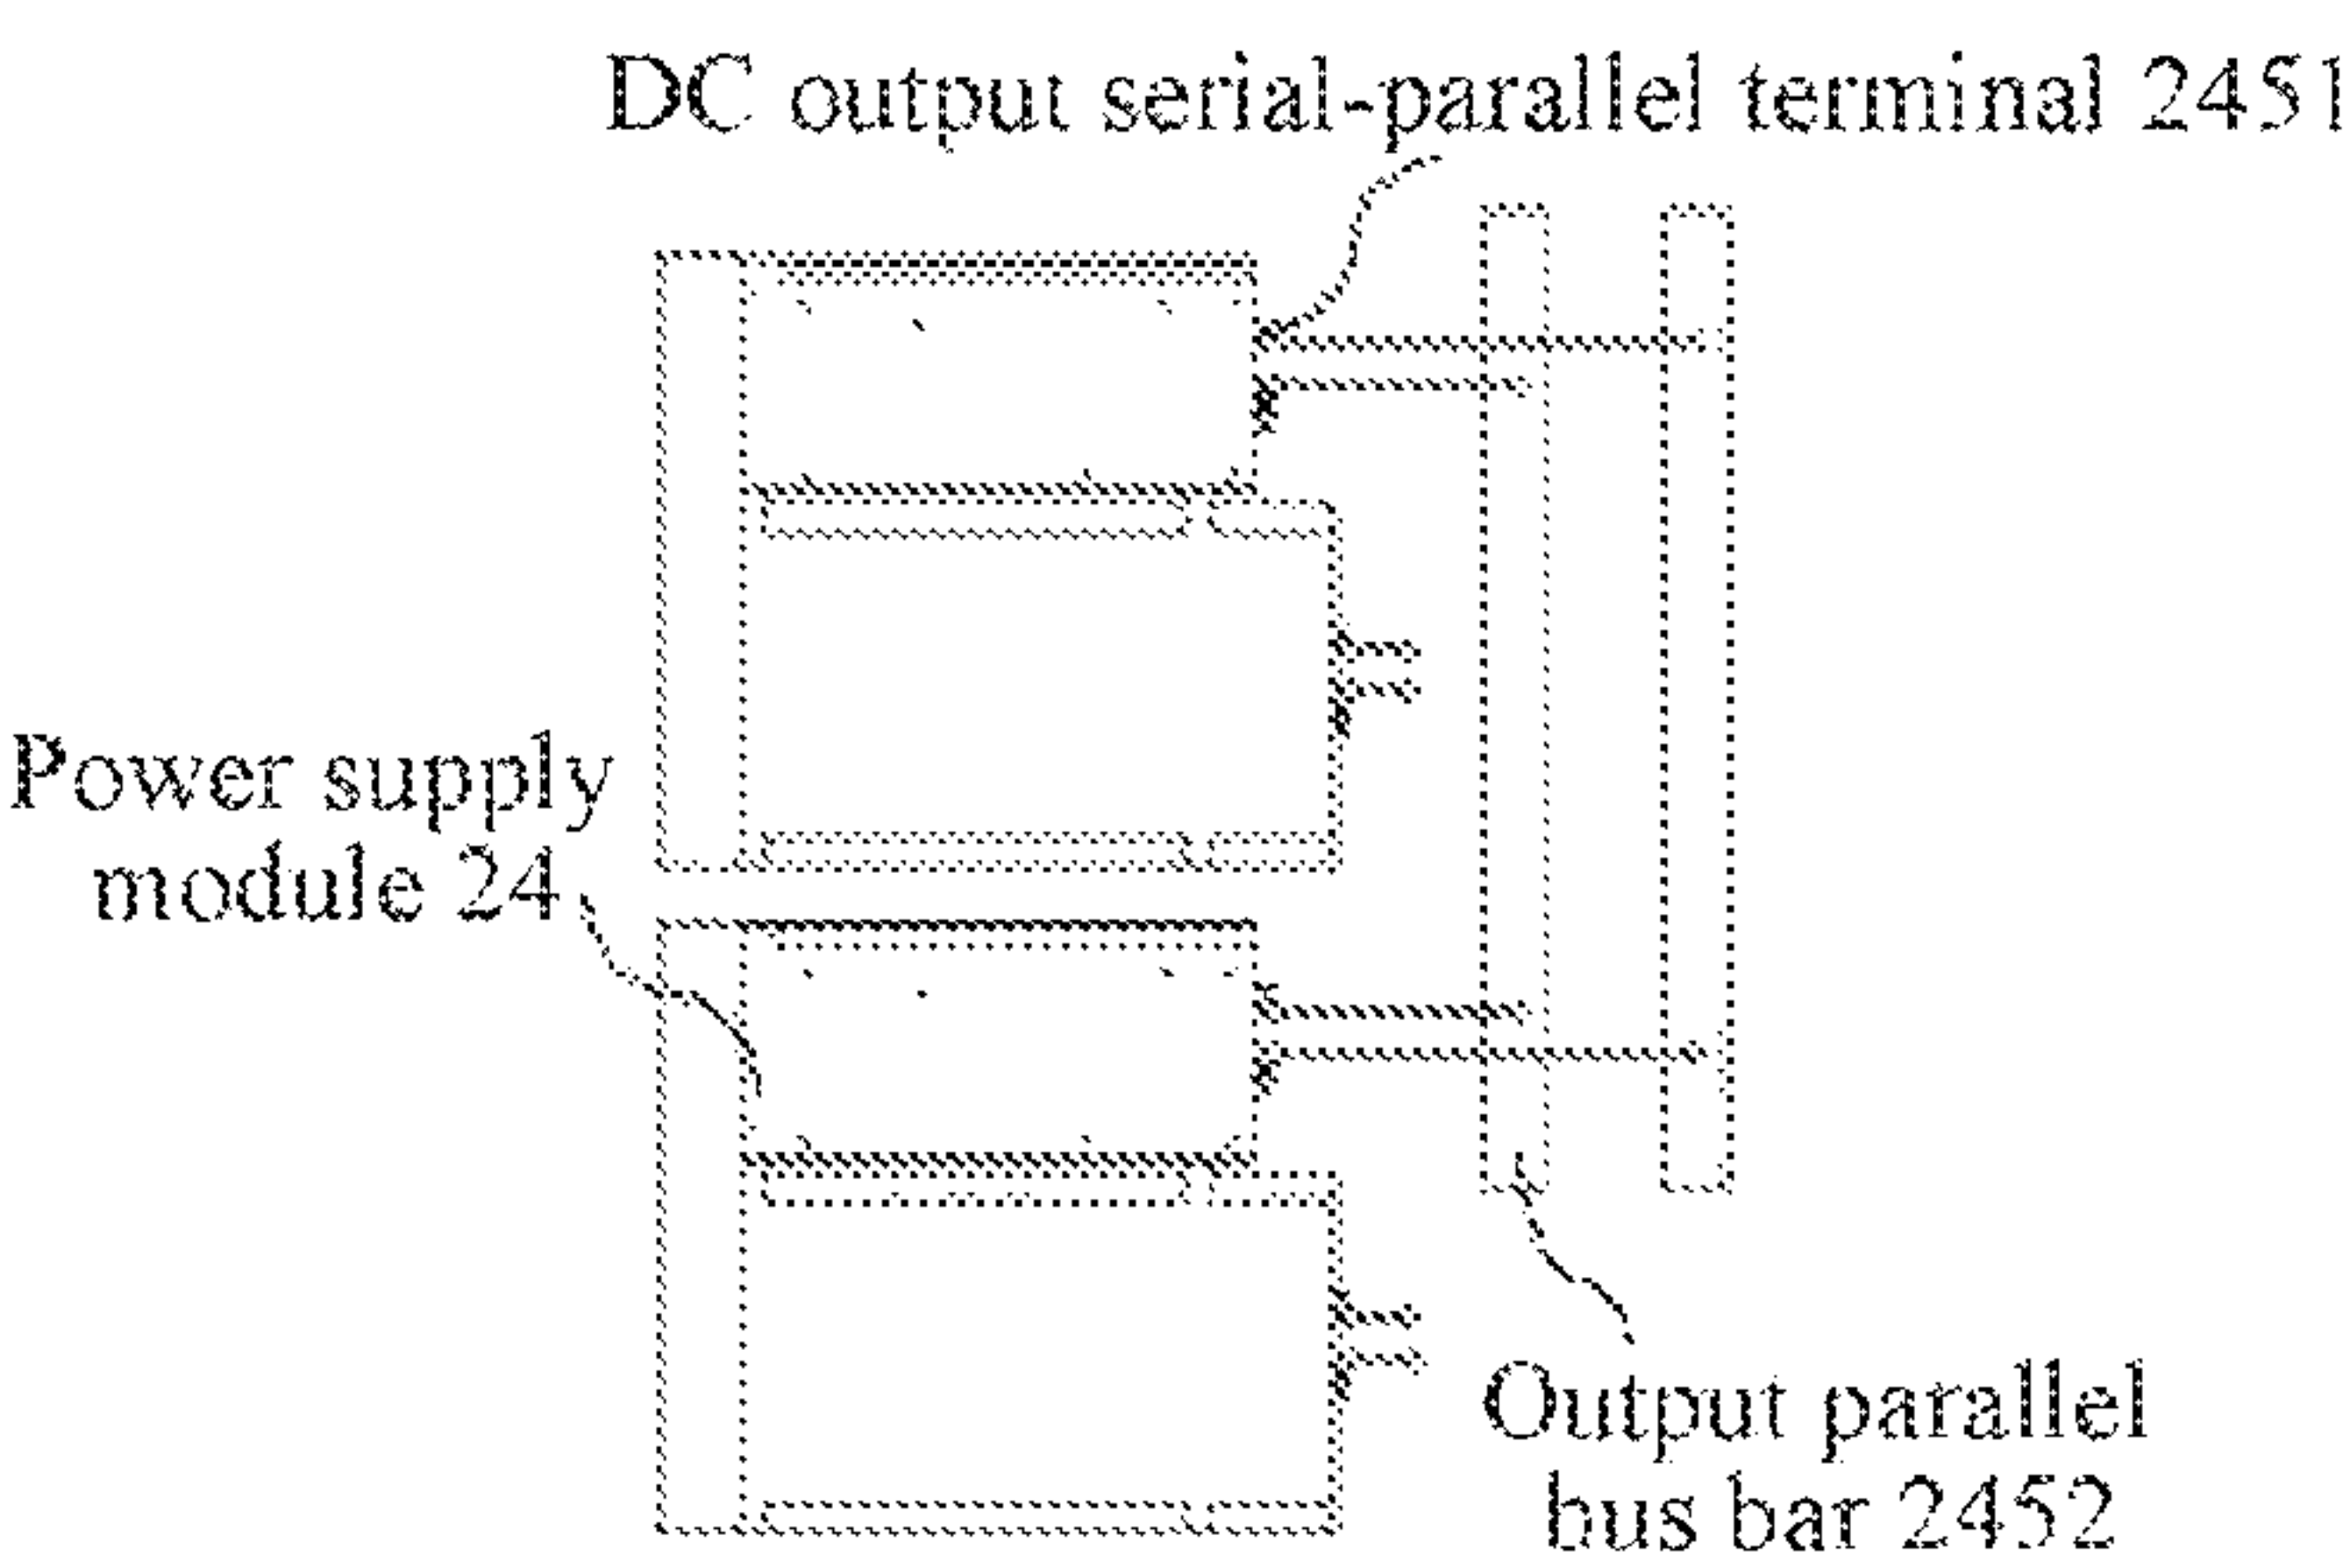 DC output serial-parallel terminal 2451
Power supply
module 24
Output parallel
bus bar 2452